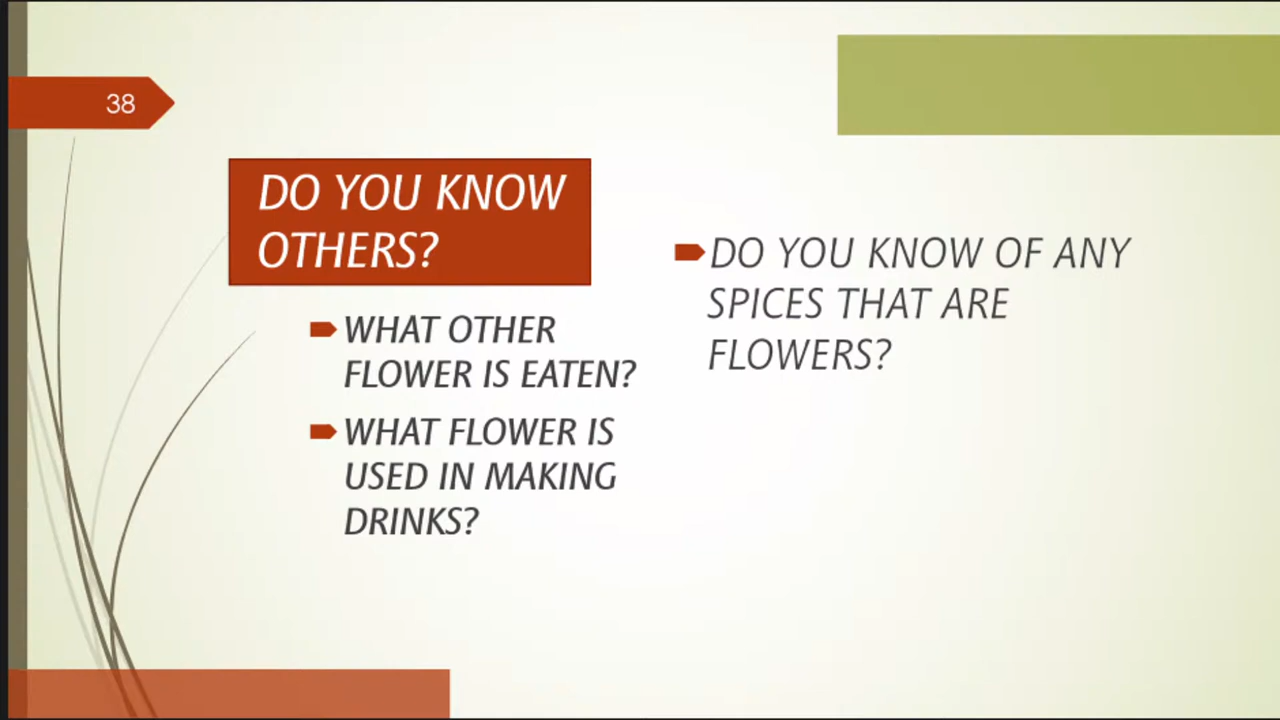 38
DO YOU KNOW
OTHERS?
WHAT OTHER
FLOWER IS EATEN?
WHAT FLOWER IS
USED IN MAKING
DRINKS?
DO YOU KNOW OF ANY
SPICES THAT ARE
FLOWERS?